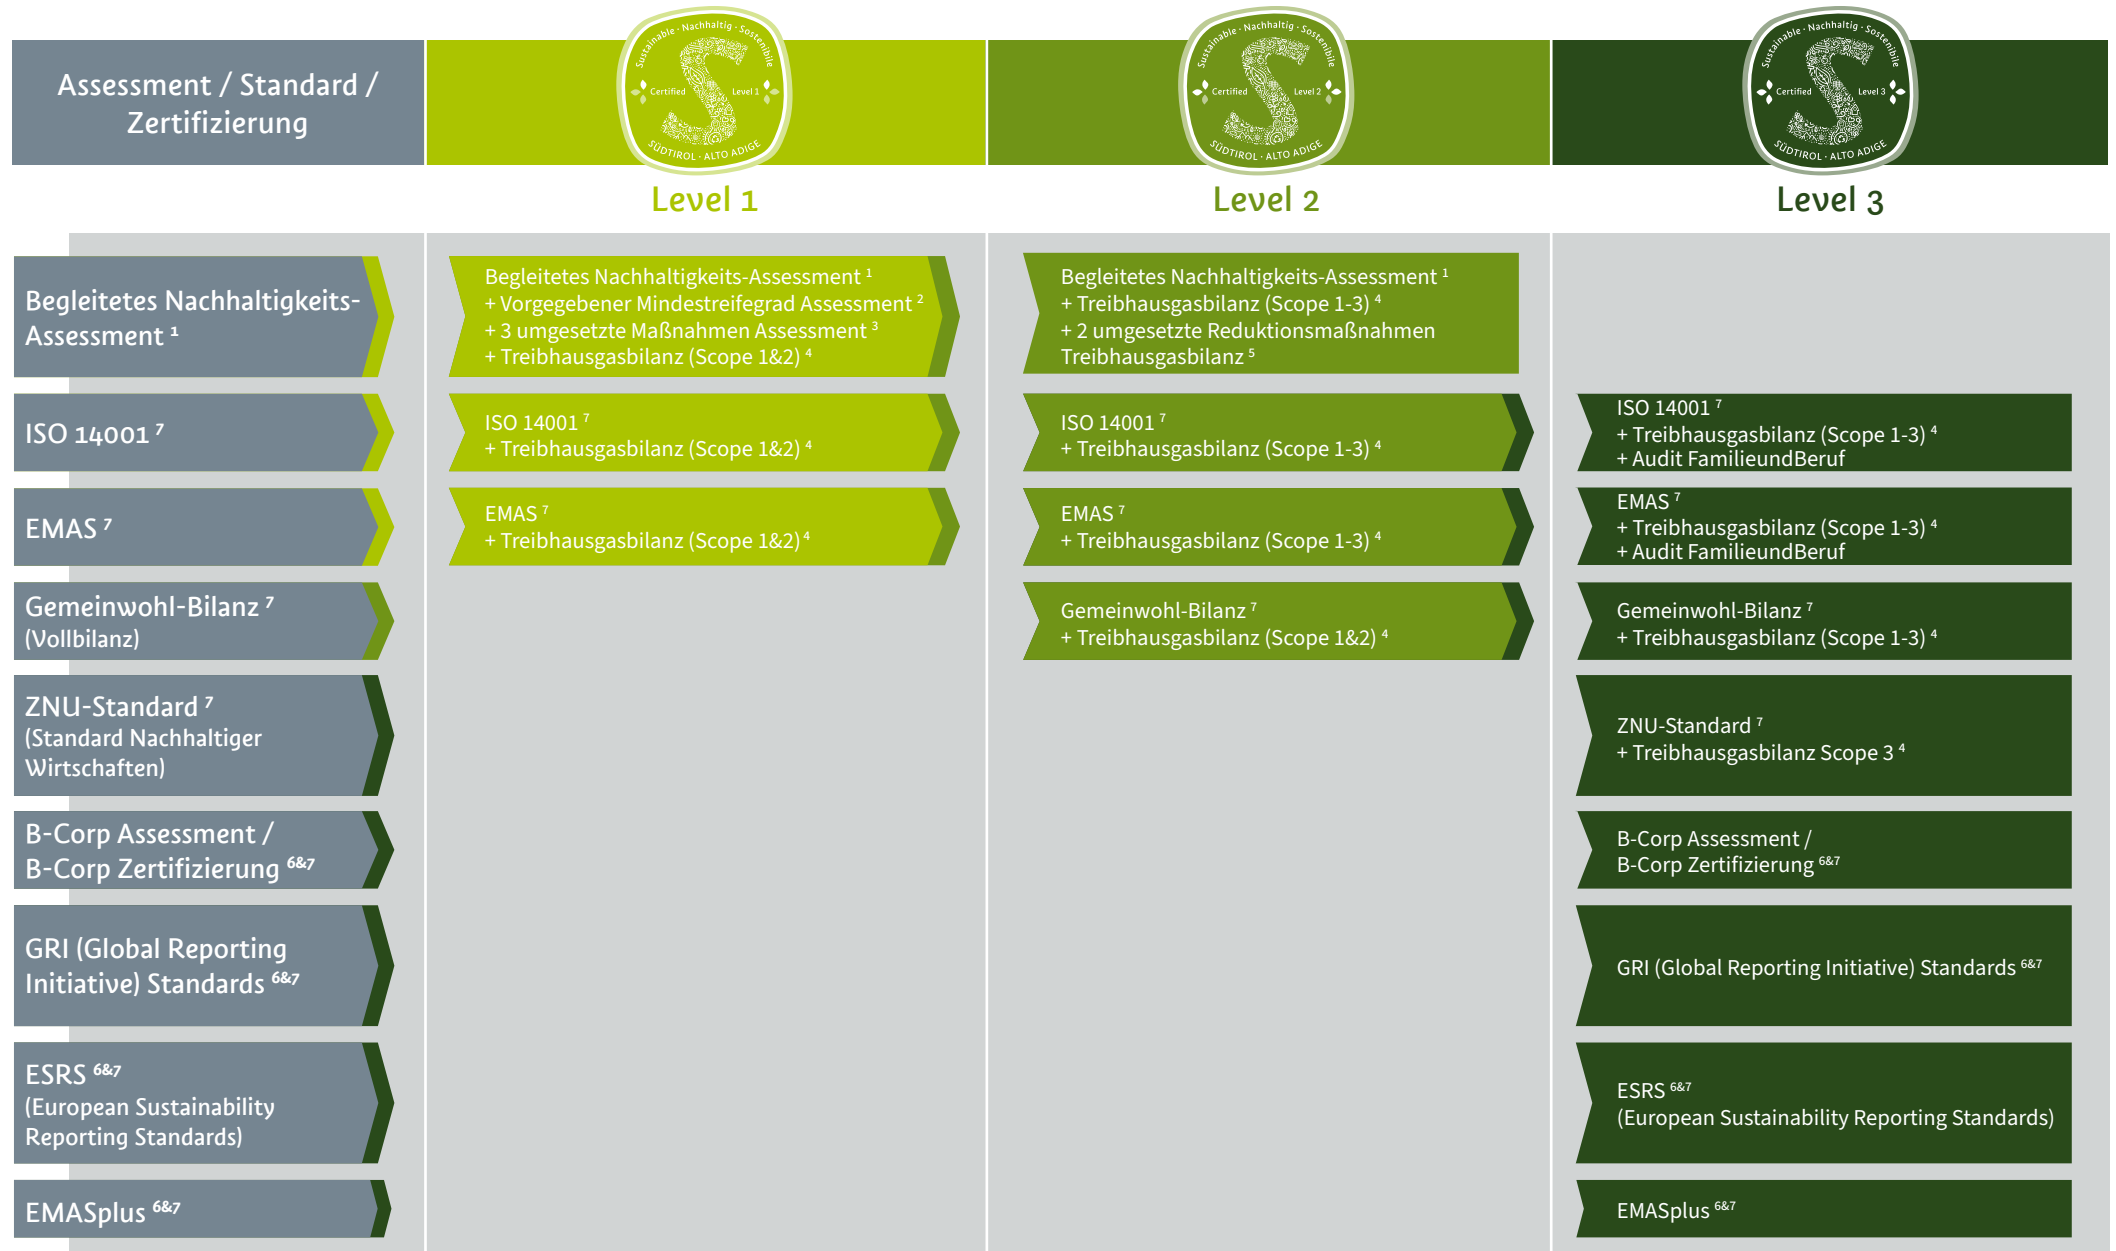 Assessment / Standard /
Zertifizierung
Sustainable · Nachhaltig · Sostenibile
Certified Level 1
SÜDTIROL · ALTO ADIGE
Level 1
Sustainable · Nachhaltig · Sostenibile
Certified Level 2
SÜDTIROL · ALTO ADIGE
Level 2
Sustainable · Nachhaltig · Sostenibile
Certified Level 3
SÜDTIROL · ALTO ADIGE
Level 3
Begleitetes Nachhaltigkeits-
Assessment ¹
Begleitetes Nachhaltigkeits-Assessment ¹
+ Vorgegebener Mindestreifegrad Assessment ²
+ 3 umgesetzte Maßnahmen Assessment ³
+ Treibhausgasbilanz (Scope 1&2) ⁴
Begleitetes Nachhaltigkeits-Assessment ¹
+ Treibhausgasbilanz (Scope 1-3) ⁴
+ 2 umgesetzte Reduktionsmaßnahmen
Treibhausgasbilanz ⁵
ISO 14001 ⁷
ISO 14001 ⁷
+ Treibhausgasbilanz (Scope 1&2) ⁴
ISO 14001 ⁷
+ Treibhausgasbilanz (Scope 1-3) ⁴
ISO 14001 ⁷
+ Treibhausgasbilanz (Scope 1-3) ⁴
+ Audit FamilieundBeruf
EMAS ⁷
EMAS ⁷
+ Treibhausgasbilanz (Scope 1&2) ⁴
EMAS ⁷
+ Treibhausgasbilanz (Scope 1-3) ⁴
EMAS ⁷
+ Treibhausgasbilanz (Scope 1-3) ⁴
+ Audit FamilieundBeruf
Gemeinwohl-Bilanz ⁷
(Vollbilanz)
Gemeinwohl-Bilanz ⁷
+ Treibhausgasbilanz (Scope 1&2) ⁴
Gemeinwohl-Bilanz ⁷
+ Treibhausgasbilanz (Scope 1-3) ⁴
ZNU-Standard ⁷
(Standard Nachhaltiger
Wirtschaften)
ZNU-Standard ⁷
+ Treibhausgasbilanz Scope 3 ⁴
B-Corp Assessment /
B-Corp Zertifizierung ⁶&⁷
B-Corp Assessment /
B-Corp Zertifizierung ⁶&⁷
GRI (Global Reporting
Initiative) Standards ⁶&⁷
GRI (Global Reporting Initiative) Standards ⁶&⁷
ESRS ⁶&⁷
(European Sustainability
Reporting Standards)
ESRS ⁶&⁷
(European Sustainability Reporting Standards)
EMASplus ⁶&⁷
EMASplus ⁶&⁷